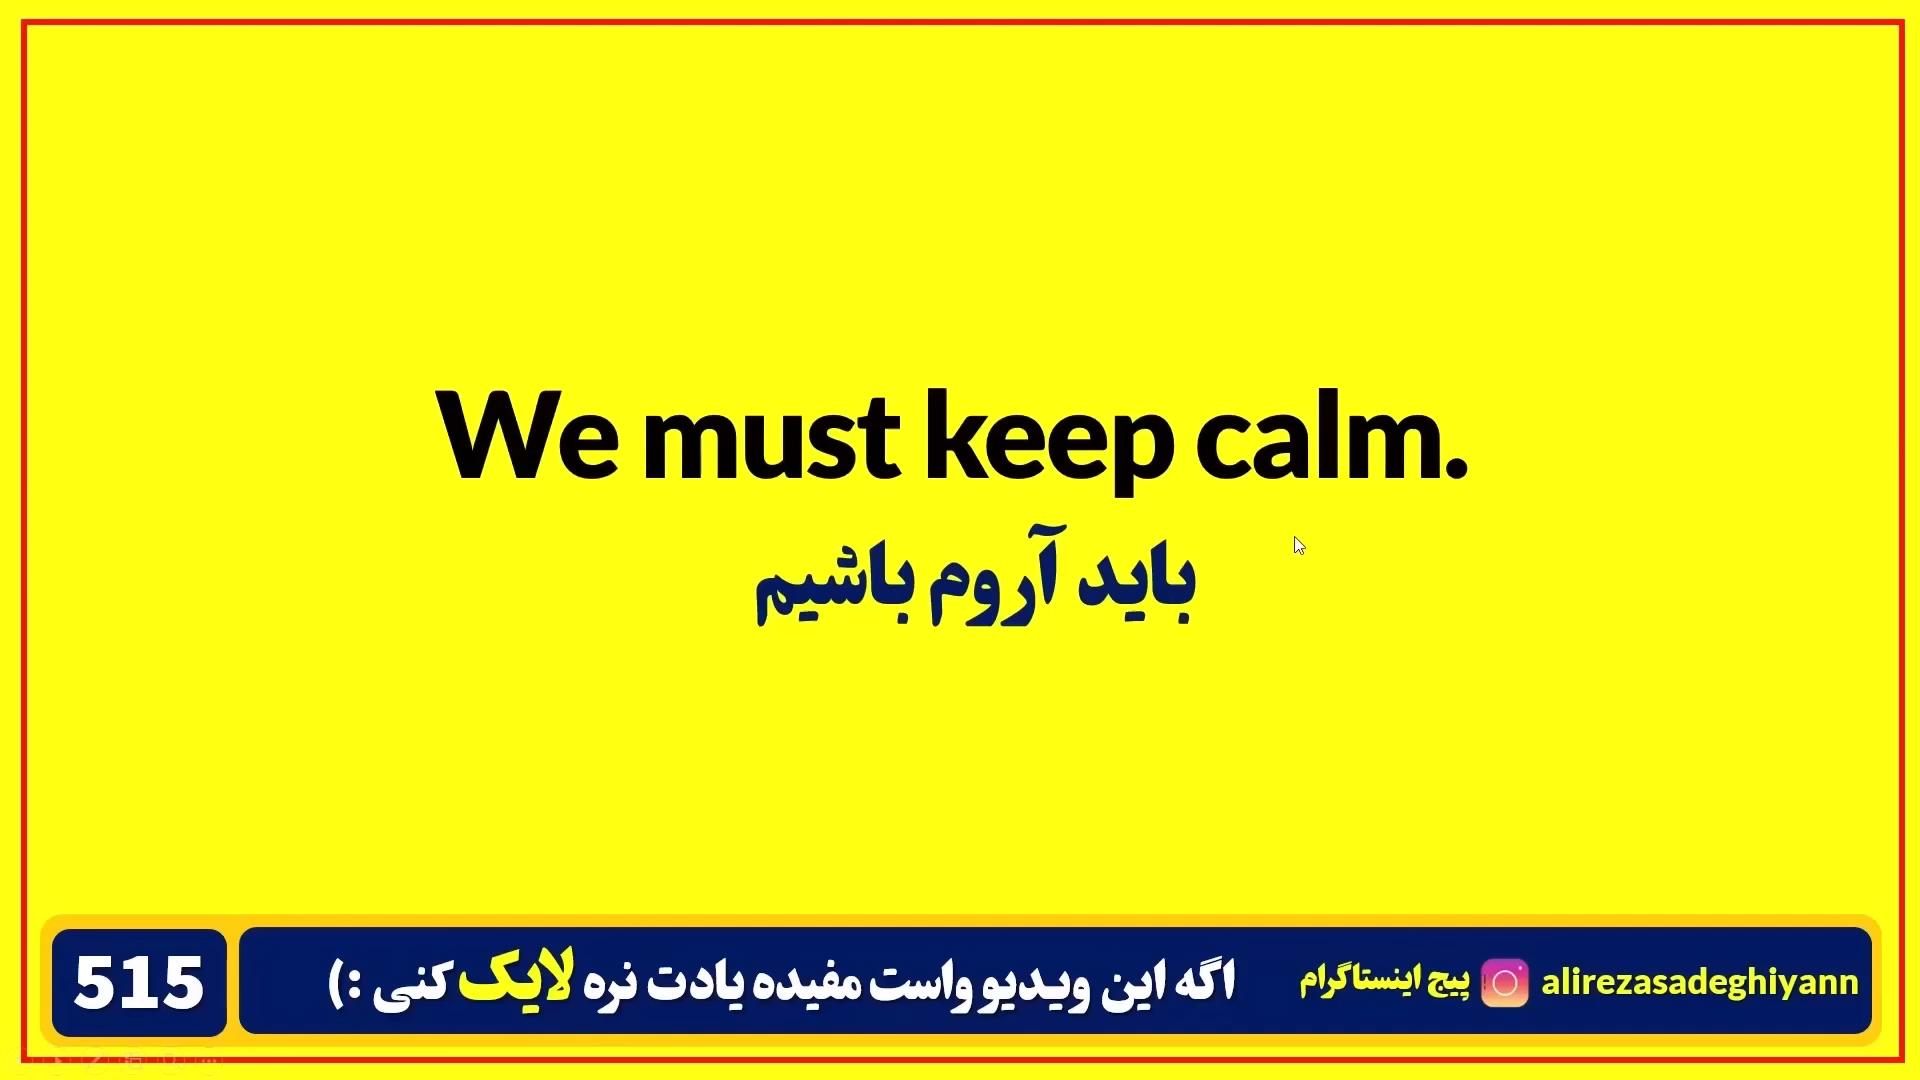 We must keep calm.
باید آروم باشیم
515
اگه این ویدیو واست مفیده یادت نره لایک کنی :)
پیج اینستاگرام alirezasadeghiyann